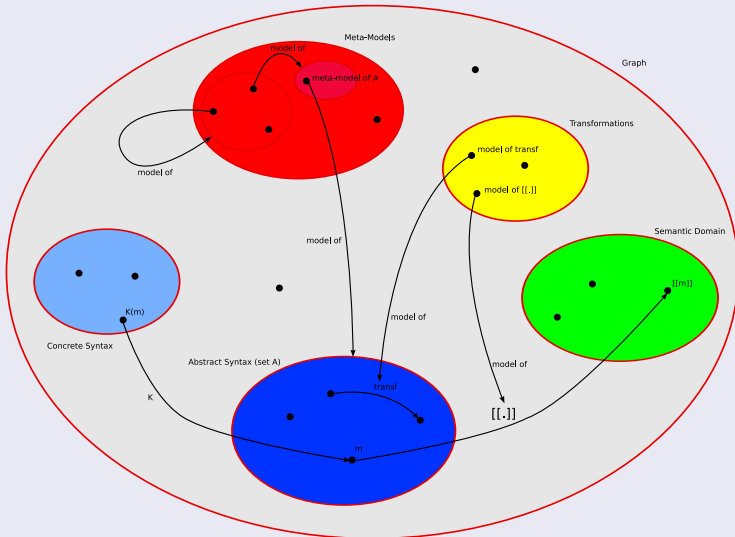 Meta-Models
model of
Graph
meta-model of A
Transformations
model of transf
model of
model of [[.]]
Semantic Domain
model of
[[m]]
K(m)
model of
Concrete Syntax
Abstract Syntax (set A)
model of
transf
K
[[.]]
m